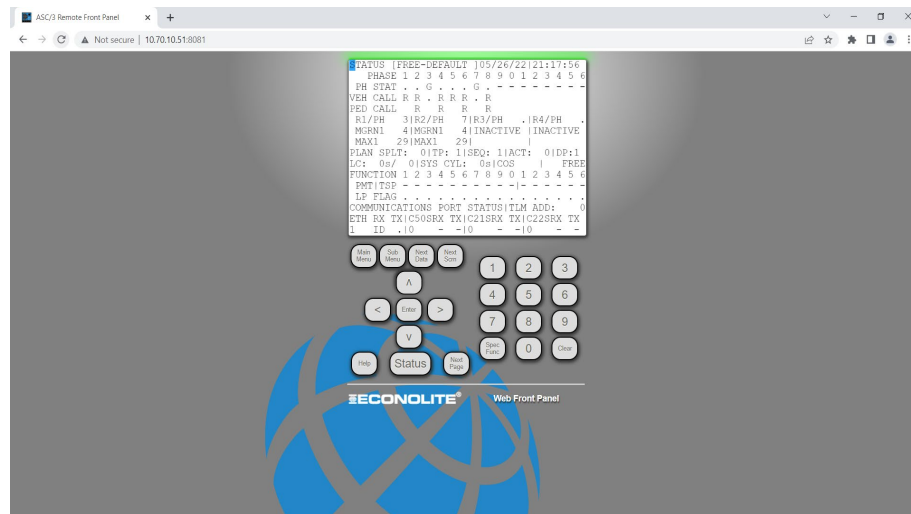 ASC/3 Remote Front Panel
Not secure | 10.70.10.51:8081
STATUS [FREE-DEFAULT ]05/26/22|21:17:56
PHASE 1 2 3 4 5 6 7 8 9 0 1 2 3 4 5 6
PH STAT . . G . . . G . - - - - - - - -
VEH CALL R R . R R R . R
PED CALL R R R R
R1/PH 3|R2/PH 7|R3/PH .|R4/PH .
MGRN1 4|MGRN1 4|INACTIVE |INACTIVE
MAX1 29|MAX1 29| |
PLAN SPLT: 0|TP: 1|SEQ: 1|ACT: 0|DP:1
LC: 0s/ 0|SYS CYL: 0s|COS | FREE
FUNCTION 1 2 3 4 5 6 7 8 9 0 1 2 3 4 5 6
PMT|TSP - - - - - - - - - -|- - - - - -
LP FLAG . . . . . . . . . . . . . . . .
COMMUNICATIONS PORT STATUS|TLM ADD: 0
ETH RX TX|C50SRX TX|C21SRX TX|C22SRX TX
1 ID .|0 - -|0 - -|0 - -
Main Menu
Sub Menu
Next Data
Next Scrn
1 2 3
4 5 6
7 8 9
Spec Func 0 Clear
< Enter >
Help
Status
Next Page
ECONOLITE®
Web Front Panel